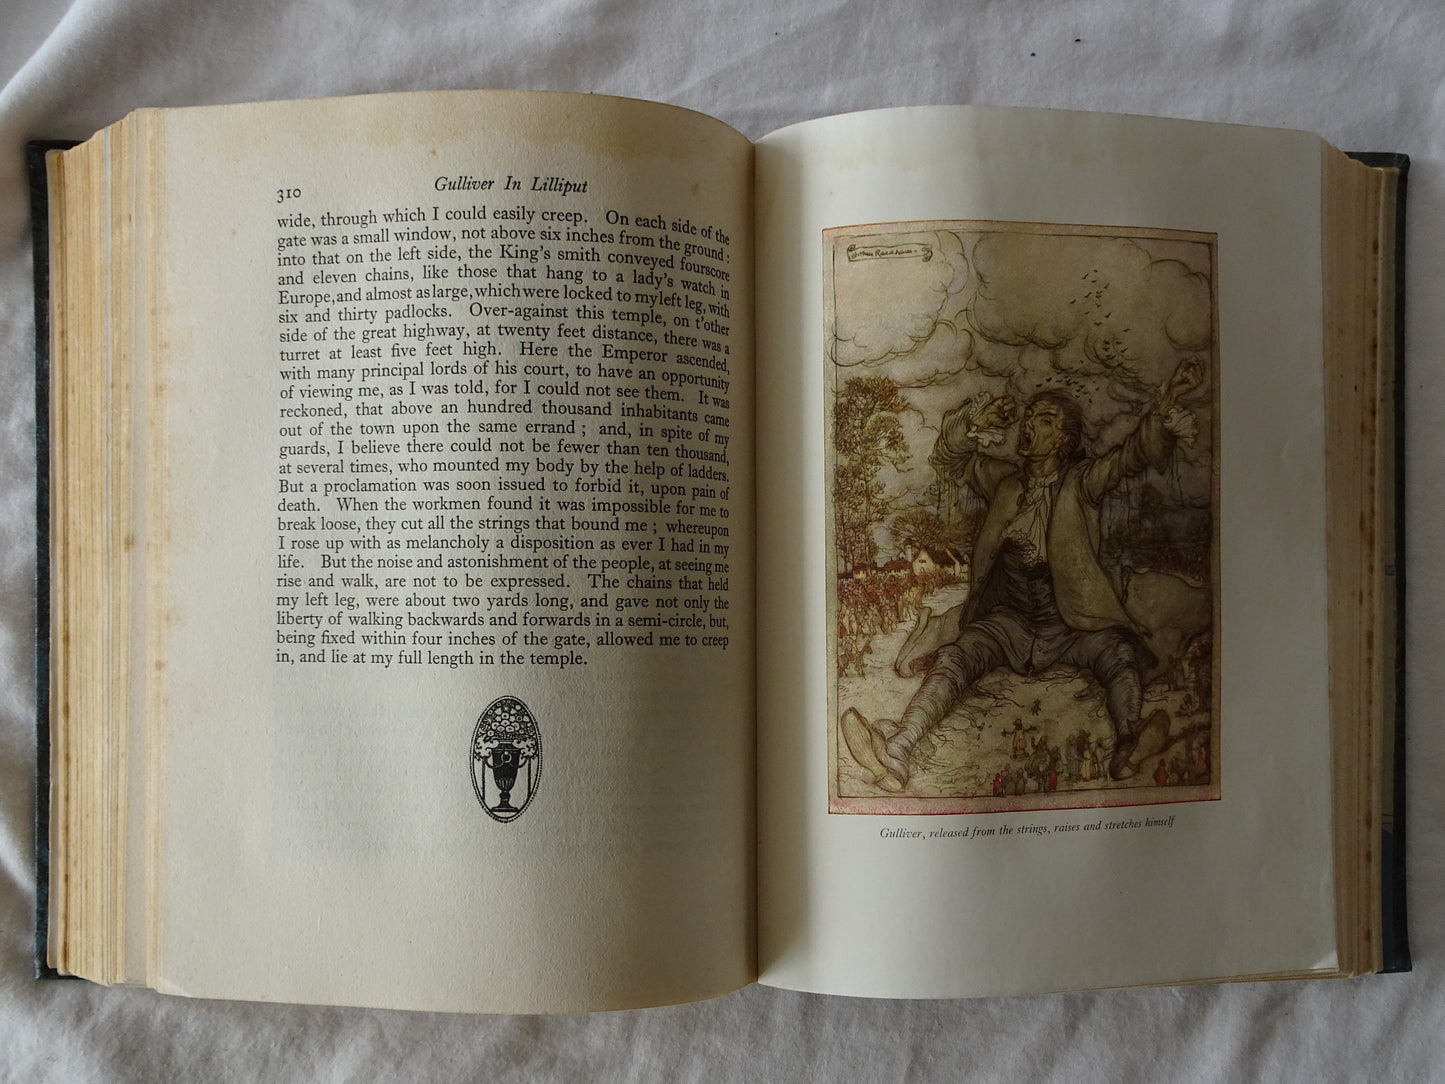 310
Gulliver In Lilliput
wide, through which I could easily creep. On each side of the
gate was a small window, not above six inches from the ground :
into that on the left side, the King's smith conveyed fourscore
and eleven chains, like those that hang to a lady's watch in
Europe, and almost as large, which were locked to my left leg, with
six and thirty padlocks. Over-against this temple, on t'other
side of the great highway, at twenty feet distance, there was a
turret at least five feet high. Here the Emperor ascended,
with many principal lords of his court, to have an opportunity
of viewing me, as I was told, for I could not see them. It was
reckoned, that above an hundred thousand inhabitants came
out of the town upon the same errand ; and, in spite of my
guards, I believe there could not be fewer than ten thousand,
at several times, who mounted my body by the help of ladders.
But a proclamation was soon issued to forbid it, upon pain of
death. When the workmen found it was impossible for me to
break loose, they cut all the strings that bound me ; whereupon
I rose up with as melancholy a disposition as ever I had in my
life. But the noise and astonishment of the people, at seeing me
rise and walk, are not to be expressed. The chains that held
my left leg, were about two yards long, and gave not only the
liberty of walking backwards and forwards in a semi-circle, but,
being fixed within four inches of the gate, allowed me to creep
in, and lie at my full length in the temple.
Arthur Rackham
Gulliver, released from the strings, raises and stretches himself